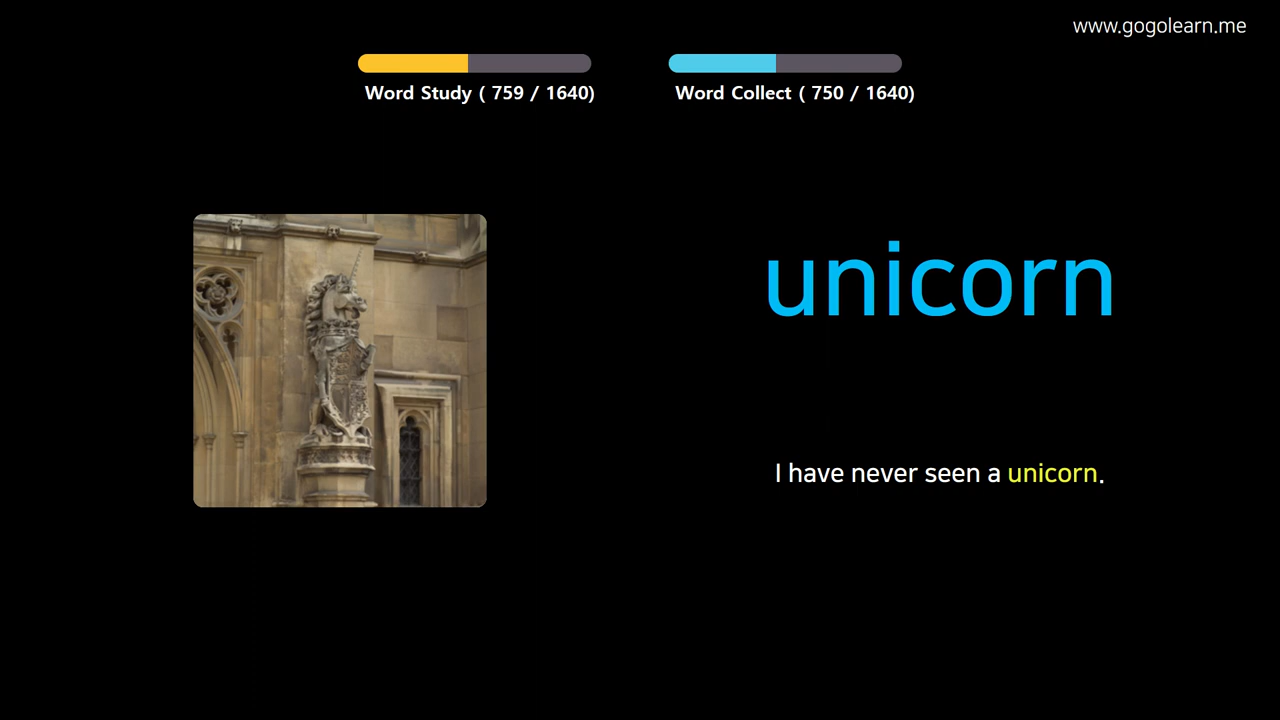 www.gogolearn.me
Word Study ( 759 / 1640)
Word Collect ( 750 / 1640)
unicorn
I have never seen a unicorn.